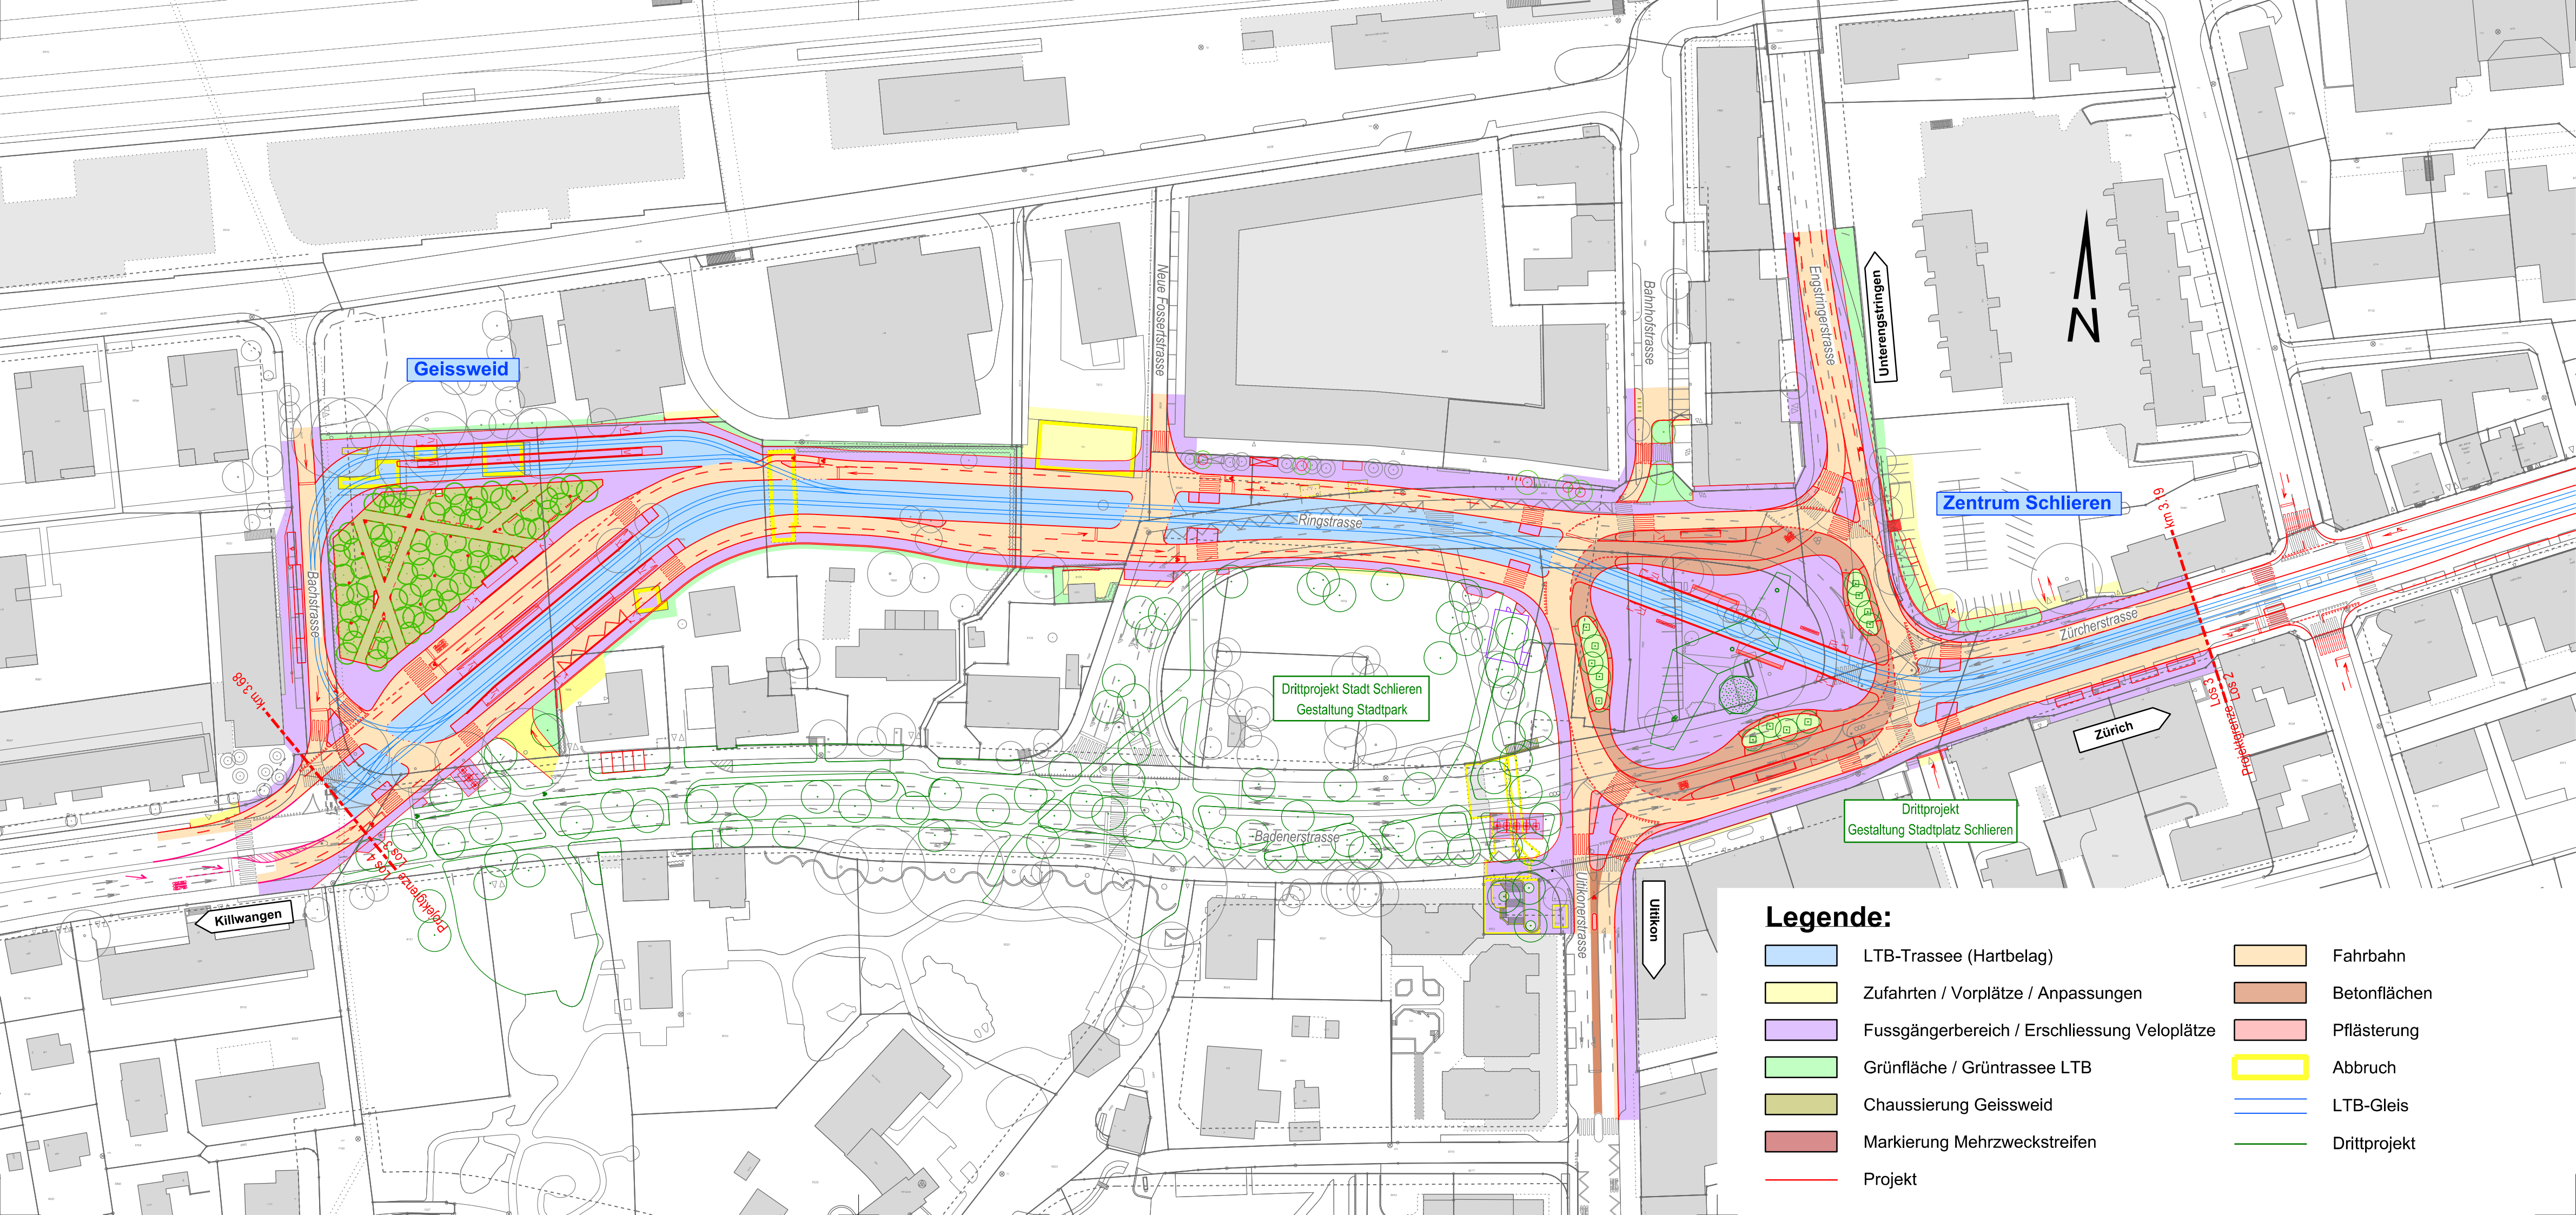 Geissweid
Neue Fossertstrasse
Bahnhofstrasse
Engstringerstrasse
Unterengstringen
N
Zentrum Schlieren
km 3.19
Ringstrasse
Bachstrasse
Zürcherstrasse
km 3.68
Drittprojekt Stadt Schlieren
Gestaltung Stadtpark
Los 3
Los 2
Projektgrenze
Zürich
Drittprojekt
Gestaltung Stadtplatz Schlieren
Badenerstrasse
Los 4
Los 3
Projektgrenze
Killwangen
Uitikonerstrasse
Uitikon
Legende:
LTB-Trassee (Hartbelag)
Zufahrten / Vorplätze / Anpassungen
Fussgängerbereich / Erschliessung Veloplätze
Grünfläche / Grüntrassee LTB
Chaussierung Geissweid
Markierung Mehrzweckstreifen
Projekt
Fahrbahn
Betonflächen
Pflästerung
Abbruch
LTB-Gleis
Drittprojekt